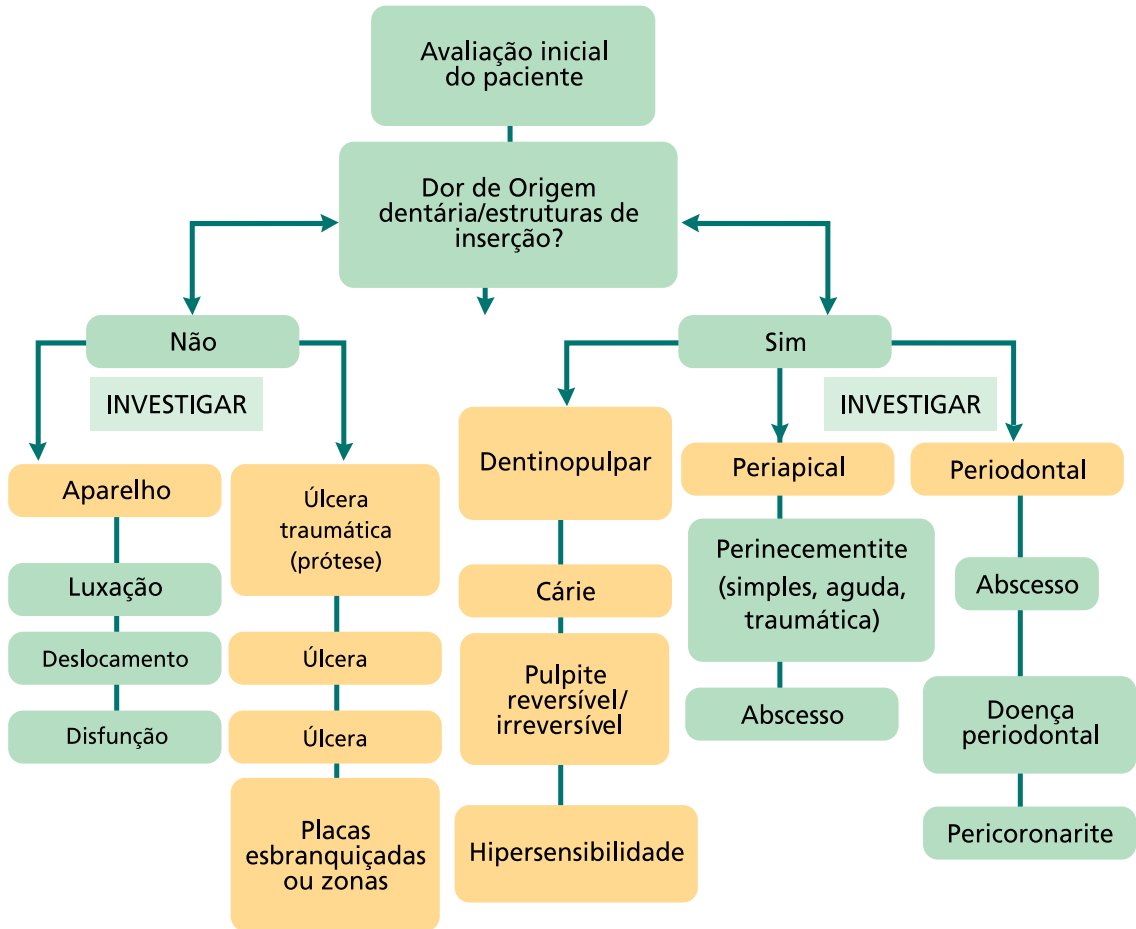 Avaliação inicial
do paciente
Dor de Origem
dentária/estruturas de
inserção?
Não
INVESTIGAR
Aparelho
Luxação
Deslocamento
Disfunção
Úlcera
traumática
(prótese)
Úlcera
Úlcera
Placas
esbranquiçadas
ou zonas
Sim
INVESTIGAR
Dentinopulpar
Cárie
Pulpite
reversível/
irreversível
Hipersensibilidade
Periapical
Perinecementite
(simples, aguda,
traumática)
Abscesso
Periodontal
Abscesso
Doença
periodontal
Pericoronarite